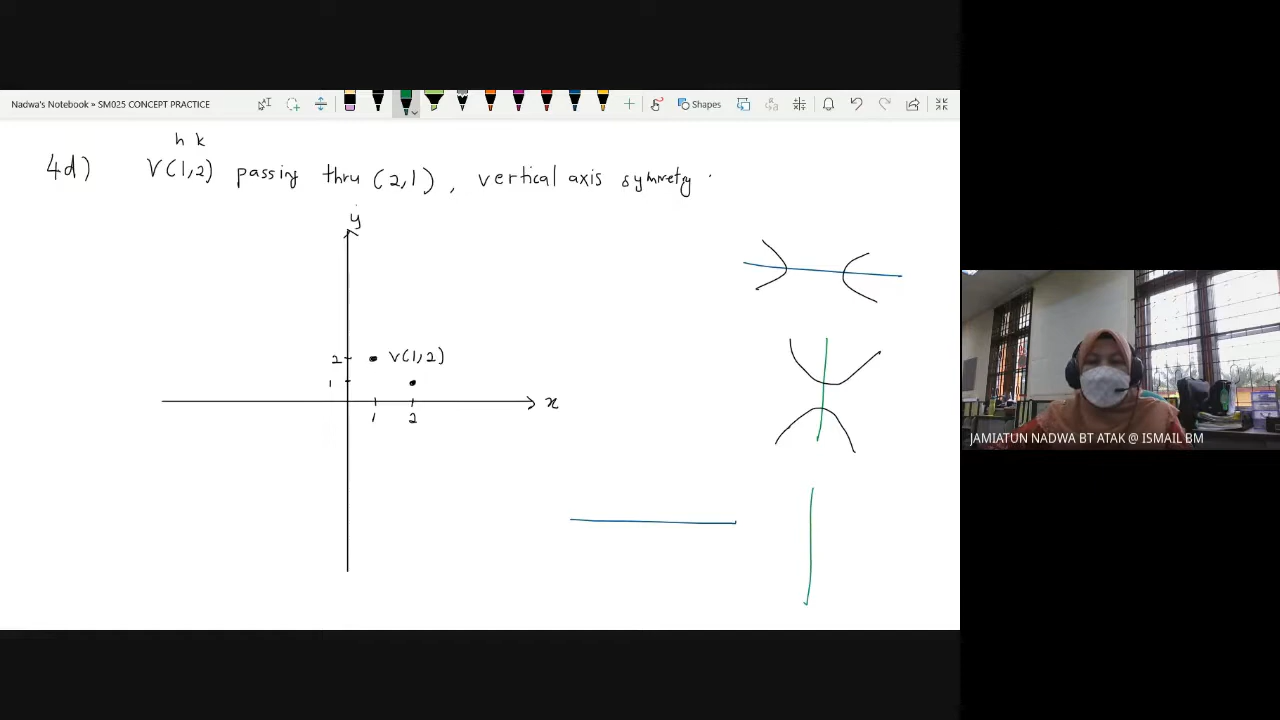 Nadwa's Notebook » SM025 CONCEPT PRACTICE
Shapes
h k
4d) V(1,2) passing thru (2,1), vertical axis symmetry.
y
2 V(1,2)
1
x
1 2
JAMIATUN NADWA BT ATAK @ ISMAIL BM